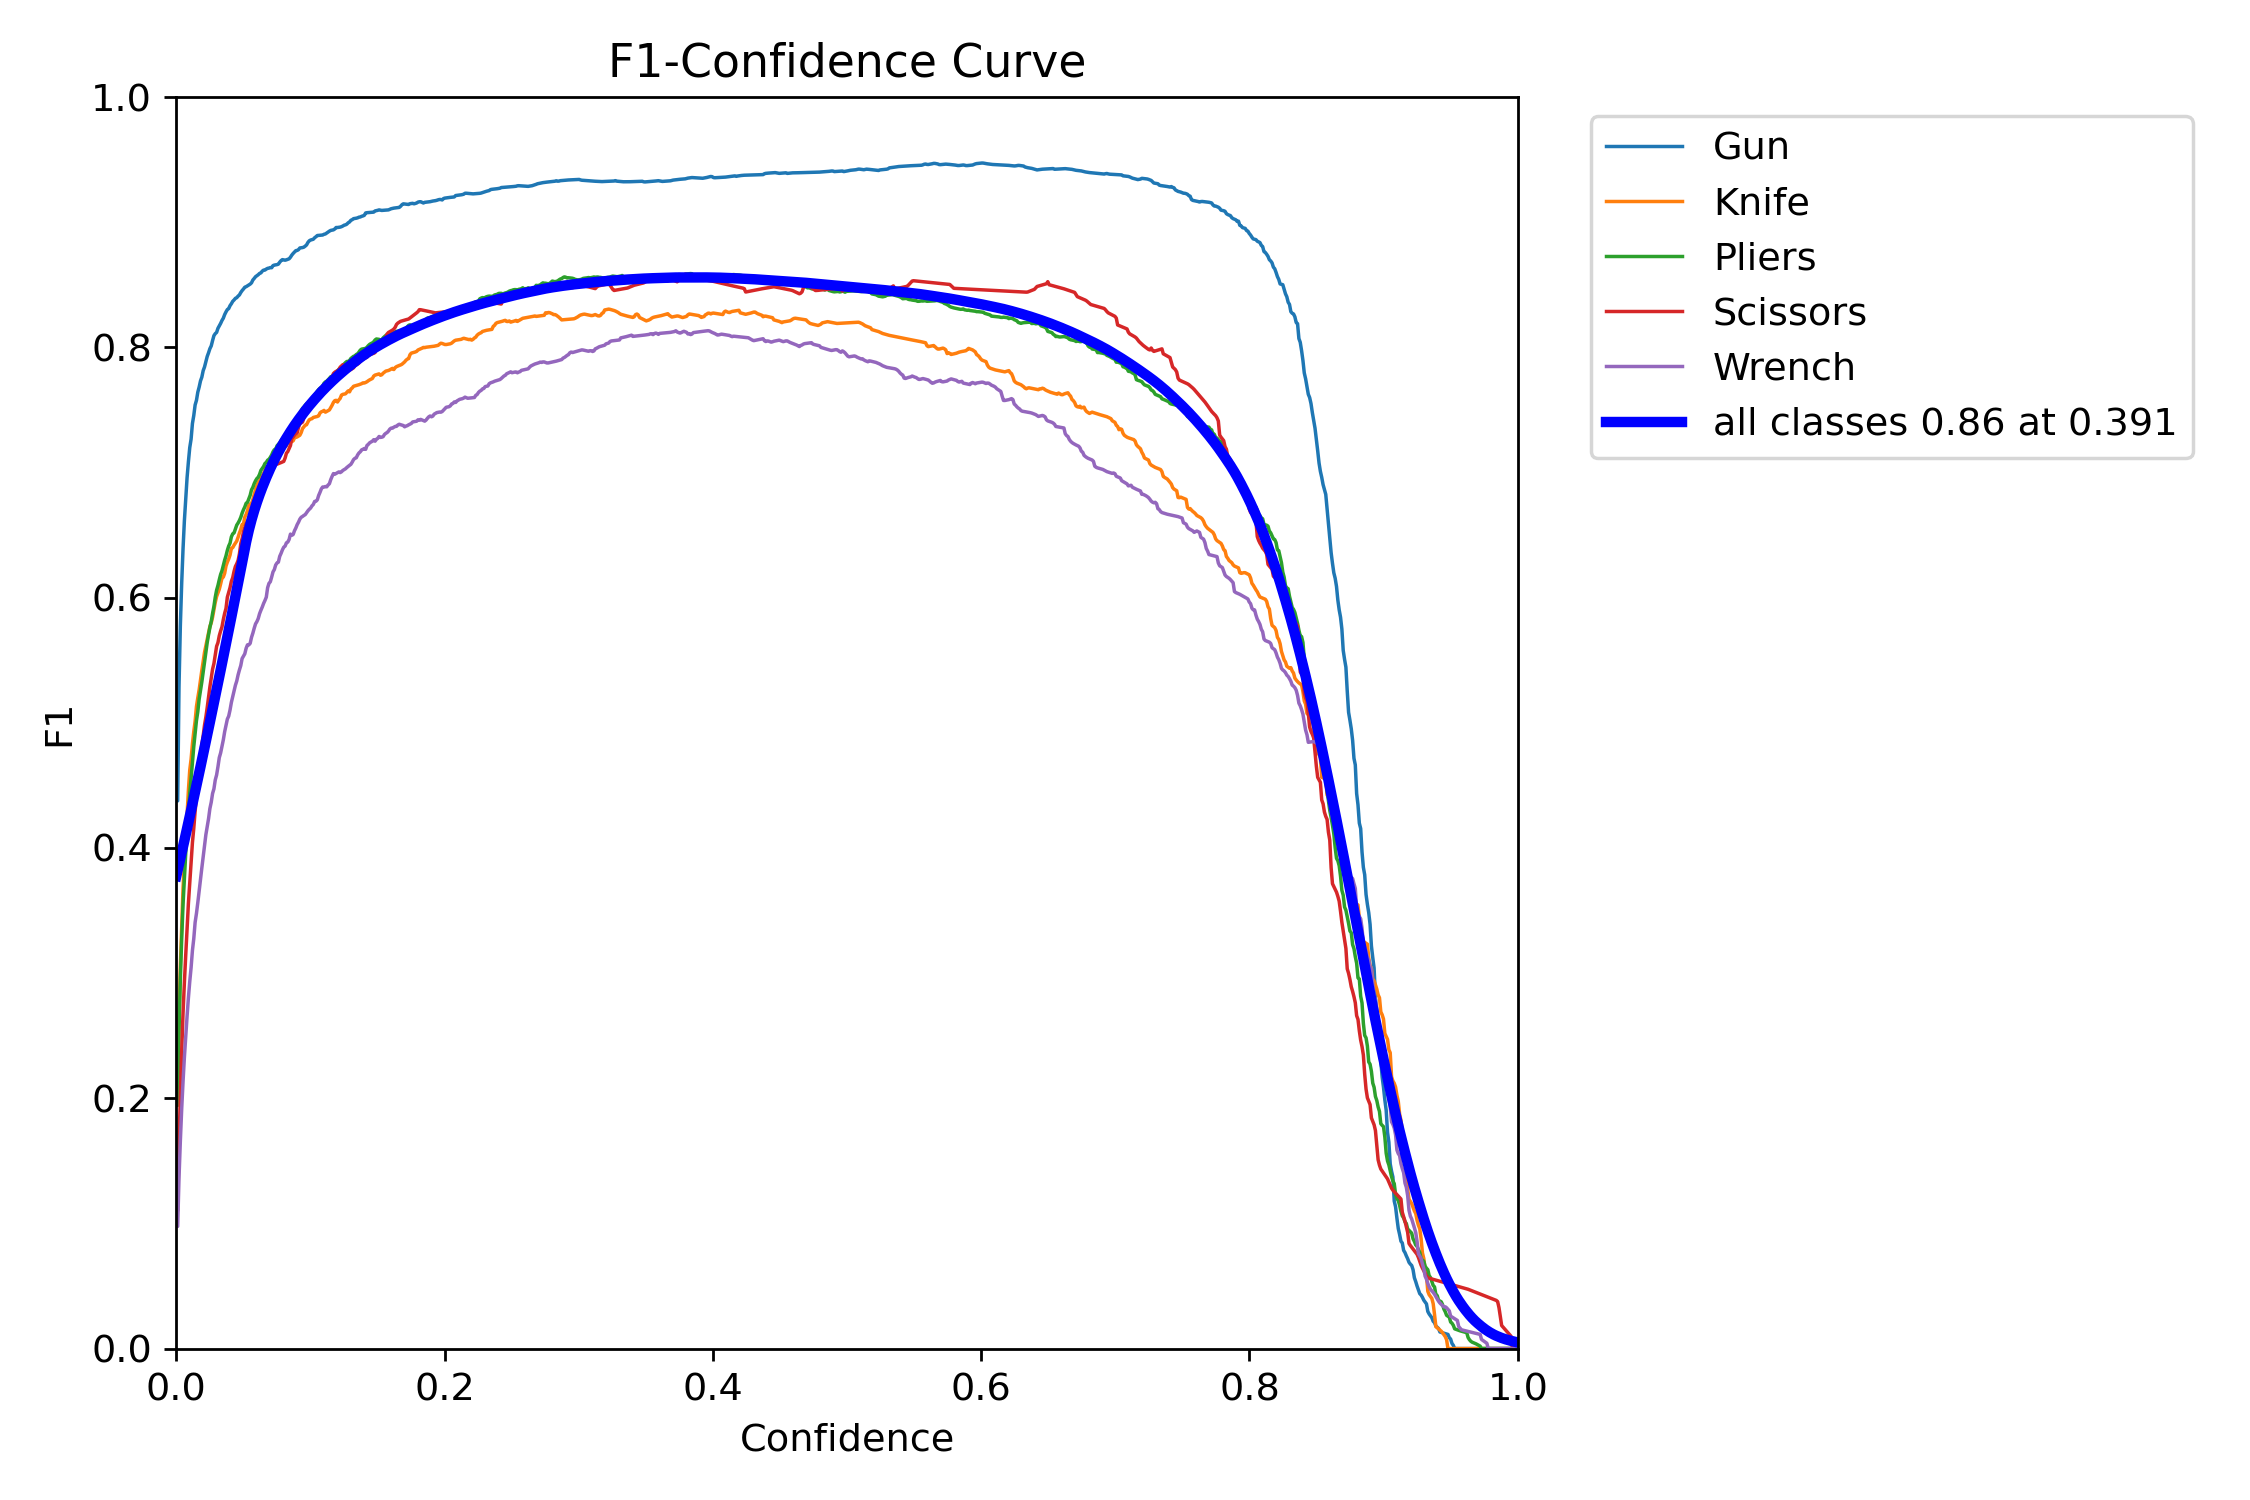 F1-Confidence Curve
1.0
0.8
0.6
0.4
0.2
0.0
F1
0.0 0.2 0.4 0.6 0.8 1.0
Confidence
Gun
Knife
Pliers
Scissors
Wrench
all classes 0.86 at 0.391